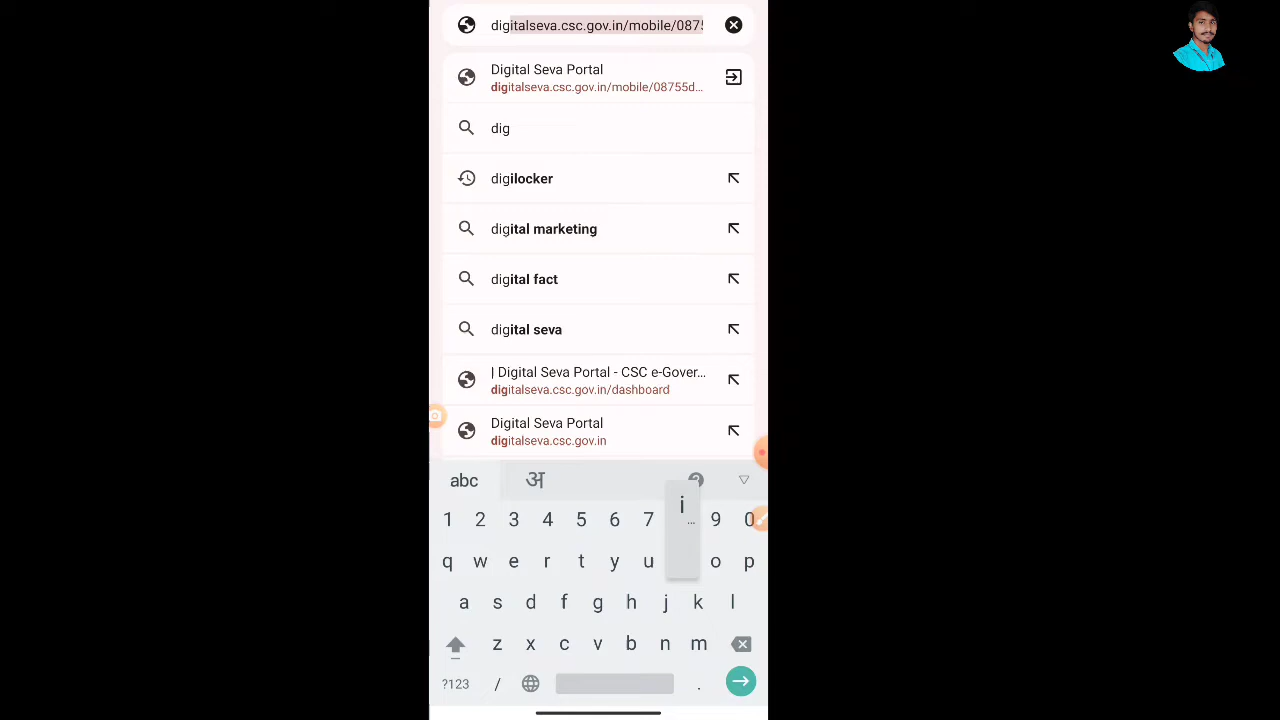 digitalseva.csc.gov.in/mobile/0875
Digital Seva Portal
digitalseva.csc.gov.in/mobile/08755d...
dig
digilocker
digital marketing
digital fact
digital seva
| Digital Seva Portal - CSC e-Gover...
digitalseva.csc.gov.in/dashboard
Digital Seva Portal
digitalseva.csc.gov.in
abc अ
i
...
1 2 3 4 5 6 7 9 0
q w e r t y u o p
a s d f g h j k l
z x c v b n m
?123 / .